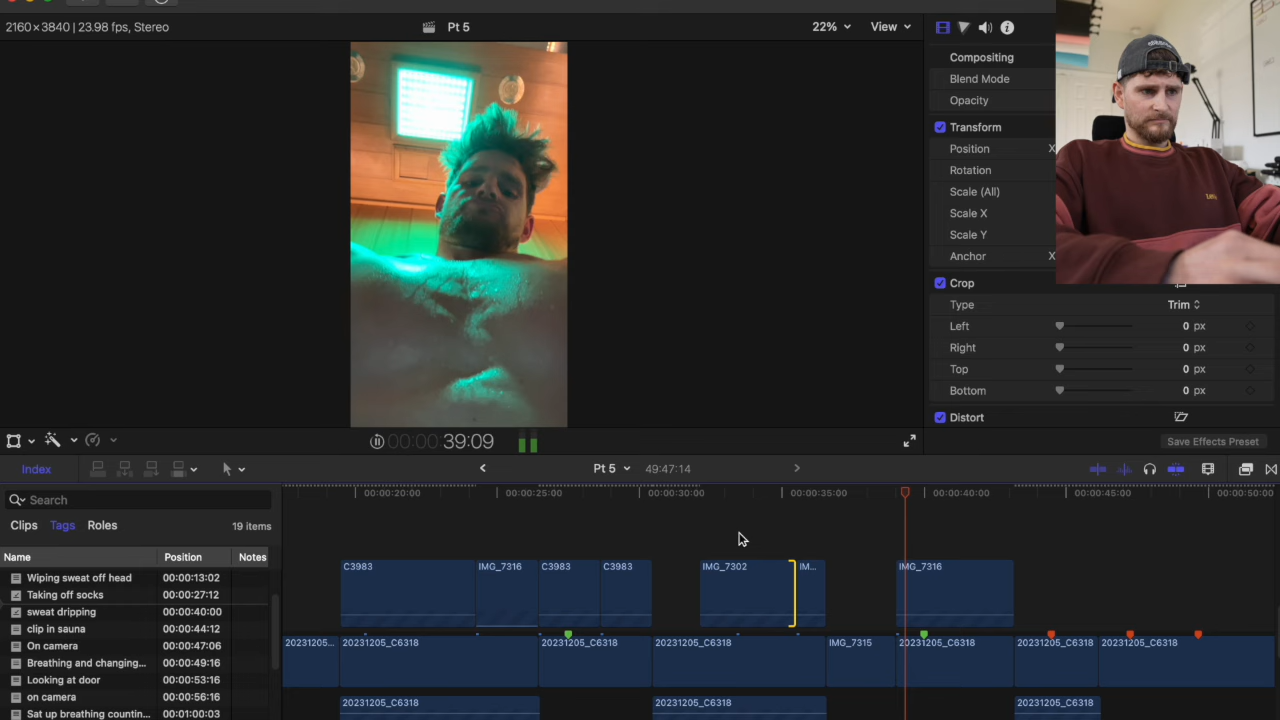 2160×3840 | 23.98 fps, Stereo
Pt 5
22%
View
Compositing
Blend Mode
Opacity
Transform
Position X
Rotation
Scale (All)
Scale X
Scale Y
Anchor X
Crop
Type Trim
Left 0 px
Right 0 px
Top 0 px
Bottom 0 px
Distort
00:00:00:39:09
Save Effects Preset
Index
Pt 5
49:47:14
Search
00:00:20:00
00:00:25:00
00:00:30:00
00:00:35:00
00:00:40:00
00:00:45:00
00:00:50:00
Clips Tags Roles 19 items
Name Position Notes
Wiping sweat off head 00:00:13:02
Taking off socks 00:00:27:12
sweat dripping 00:00:40:00
clip in sauna 00:00:44:12
On camera 00:00:47:06
Breathing and changing... 00:00:49:16
Looking at door 00:00:53:16
on camera 00:00:56:16
Sat up breathing countin... 00:01:00:03
C3983
IMG_7316
C3983
C3983
IMG_7302
IM...
IMG_7316
20231205...
20231205_C6318
20231205_C6318
20231205_C6318
IMG_7315
20231205_C6318
20231205_C6318
20231205_C6318
20231205_C6318
20231205_C6318
20231205_C6318